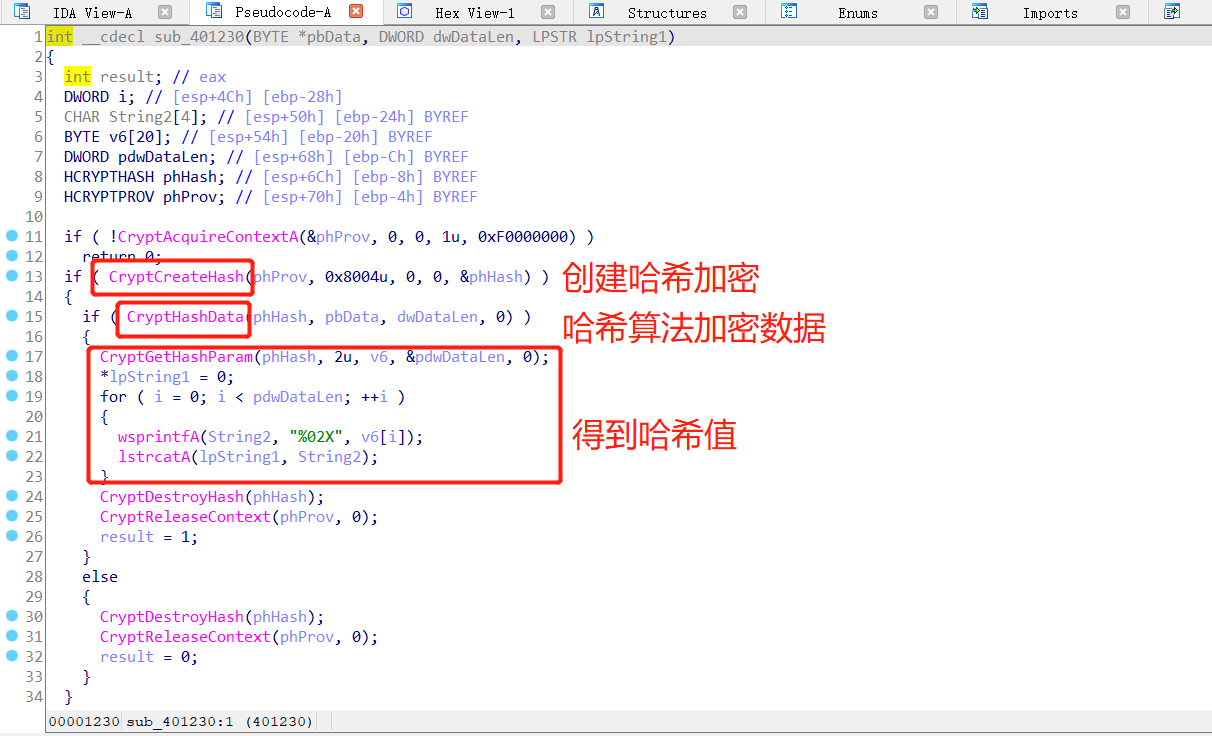 IDA View-A Pseudocode-A Hex View-1 Structures Enums Imports
1 int __cdecl sub_401230(BYTE *pbData, DWORD dwDataLen, LPSTR lpString1)
2 {
3 int result; // eax
4 DWORD i; // [esp+4Ch] [ebp-28h]
5 CHAR String2[4]; // [esp+50h] [ebp-24h] BYREF
6 BYTE v6[20]; // [esp+54h] [ebp-20h] BYREF
7 DWORD pdwDataLen; // [esp+68h] [ebp-Ch] BYREF
8 HCRYPTHASH phHash; // [esp+6Ch] [ebp-8h] BYREF
9 HCRYPTPROV phProv; // [esp+70h] [ebp-4h] BYREF
10
11 if ( !CryptAcquireContextA(&phProv, 0, 0, 1u, 0xF0000000) )
12 return 0;
13 if ( CryptCreateHash(phProv, 0x8004u, 0, 0, &phHash) ) 创建哈希加密
14 {
15 if ( CryptHashData(phHash, pbData, dwDataLen, 0) ) 哈希算法加密数据
16 {
17 CryptGetHashParam(phHash, 2u, v6, &pdwDataLen, 0);
18 *lpString1 = 0;
19 for ( i = 0; i < pdwDataLen; ++i )
20 {
21 wsprintfA(String2, "%02X", v6[i]); 得到哈希值
22 lstrcatA(lpString1, String2);
23 }
24 CryptDestroyHash(phHash);
25 CryptReleaseContext(phProv, 0);
26 result = 1;
27 }
28 else
29 {
30 CryptDestroyHash(phHash);
31 CryptReleaseContext(phProv, 0);
32 result = 0;
33 }
34 }
00001230 sub_401230:1 (401230)